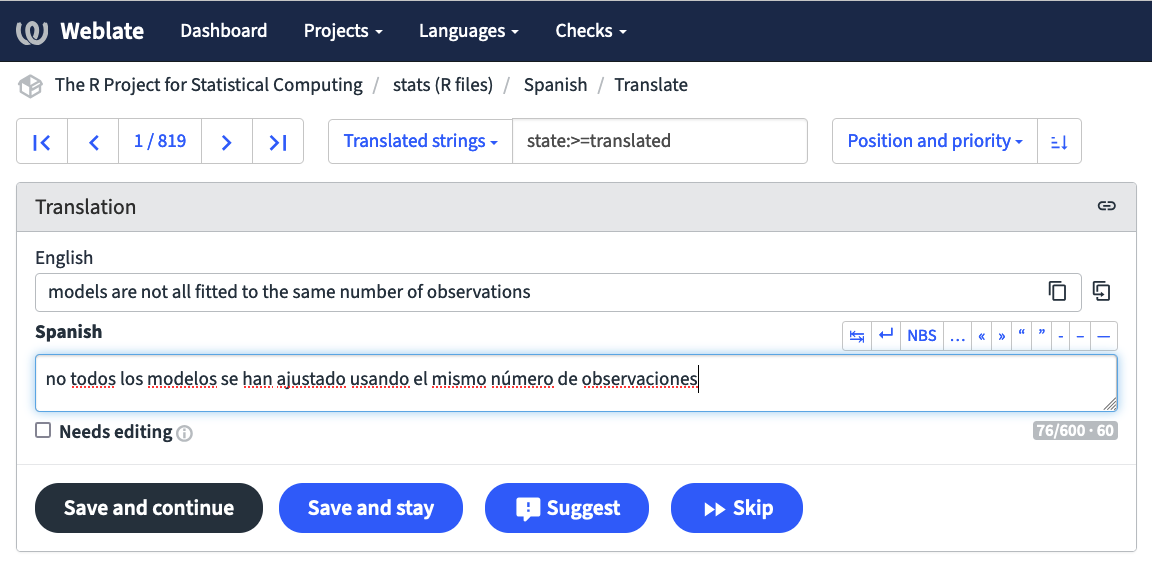 Weblate Dashboard Projects Languages Checks
The R Project for Statistical Computing / stats (R files) / Spanish / Translate
1 / 819 Translated strings state:>=translated Position and priority
Translation
English
models are not all fitted to the same number of observations
Spanish
NBS … « » “ ” - – —
no todos los modelos se han ajustado usando el mismo número de observaciones
Needs editing 76/600 · 60
Save and continue Save and stay Suggest Skip